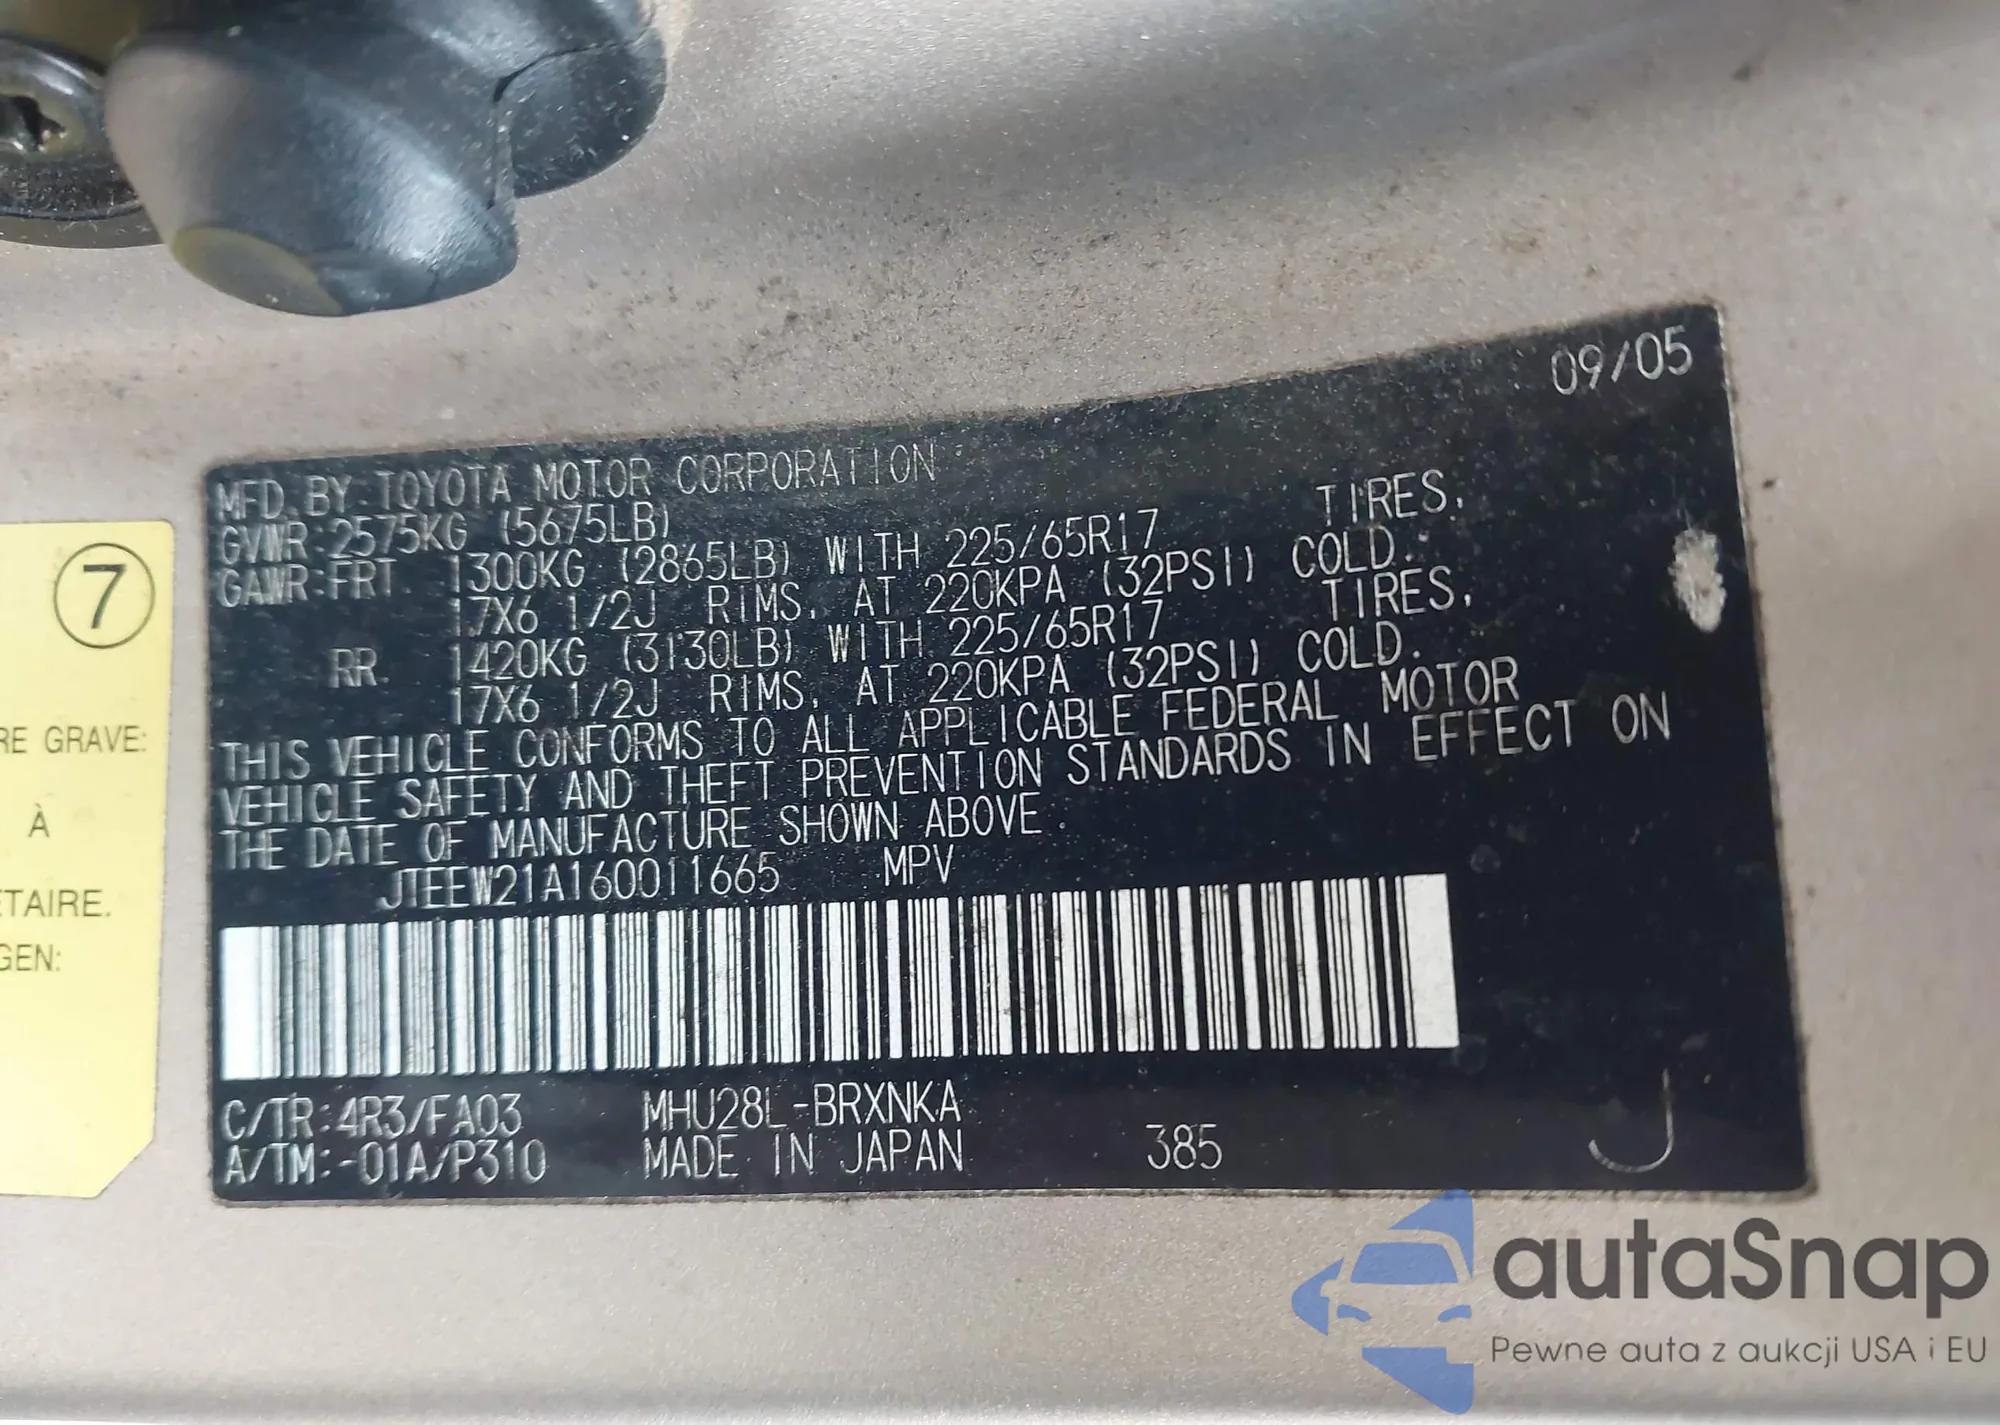 09/05
MFD. BY TOYOTA MOTOR CORPORATION
GVWR:2575KG (5675LB)
GAWR:FRT. 1300KG (2865LB) WITH 225/65R17 TIRES,
17X6 1/2J RIMS, AT 220KPA (32PSI) COLD.
RR. 1420KG (3130LB) WITH 225/65R17 TIRES,
17X6 1/2J RIMS, AT 220KPA (32PSI) COLD.
THIS VEHICLE CONFORMS TO ALL APPLICABLE FEDERAL MOTOR
VEHICLE SAFETY AND THEFT PREVENTION STANDARDS IN EFFECT ON
THE DATE OF MANUFACTURE SHOWN ABOVE.
JTEEW21A160011665 MPV
C/TR:4R3/FA03 MHU28L-BRXNKA
A/TM:-01A/P310 MADE IN JAPAN 385 J
7
RE GRAVE:
À
ETAIRE.
GEN:
autaSnap
Pewne auta z aukcji USA i EU